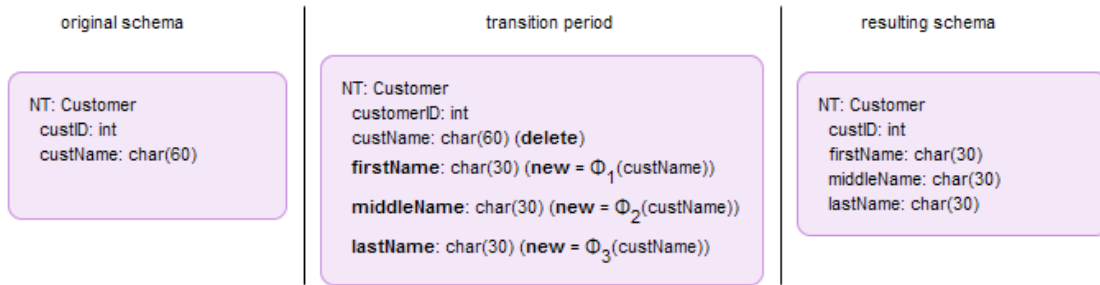 original schema
NT: Customer
custID: int
custName: char(60)
transition period
NT: Customer
customerID: int
custName: char(60) (delete)
firstName: char(30) (new = Φ1(custName))
middleName: char(30) (new = Φ2(custName))
lastName: char(30) (new = Φ3(custName))
resulting schema
NT: Customer
custID: int
firstName: char(30)
middleName: char(30)
lastName: char(30)